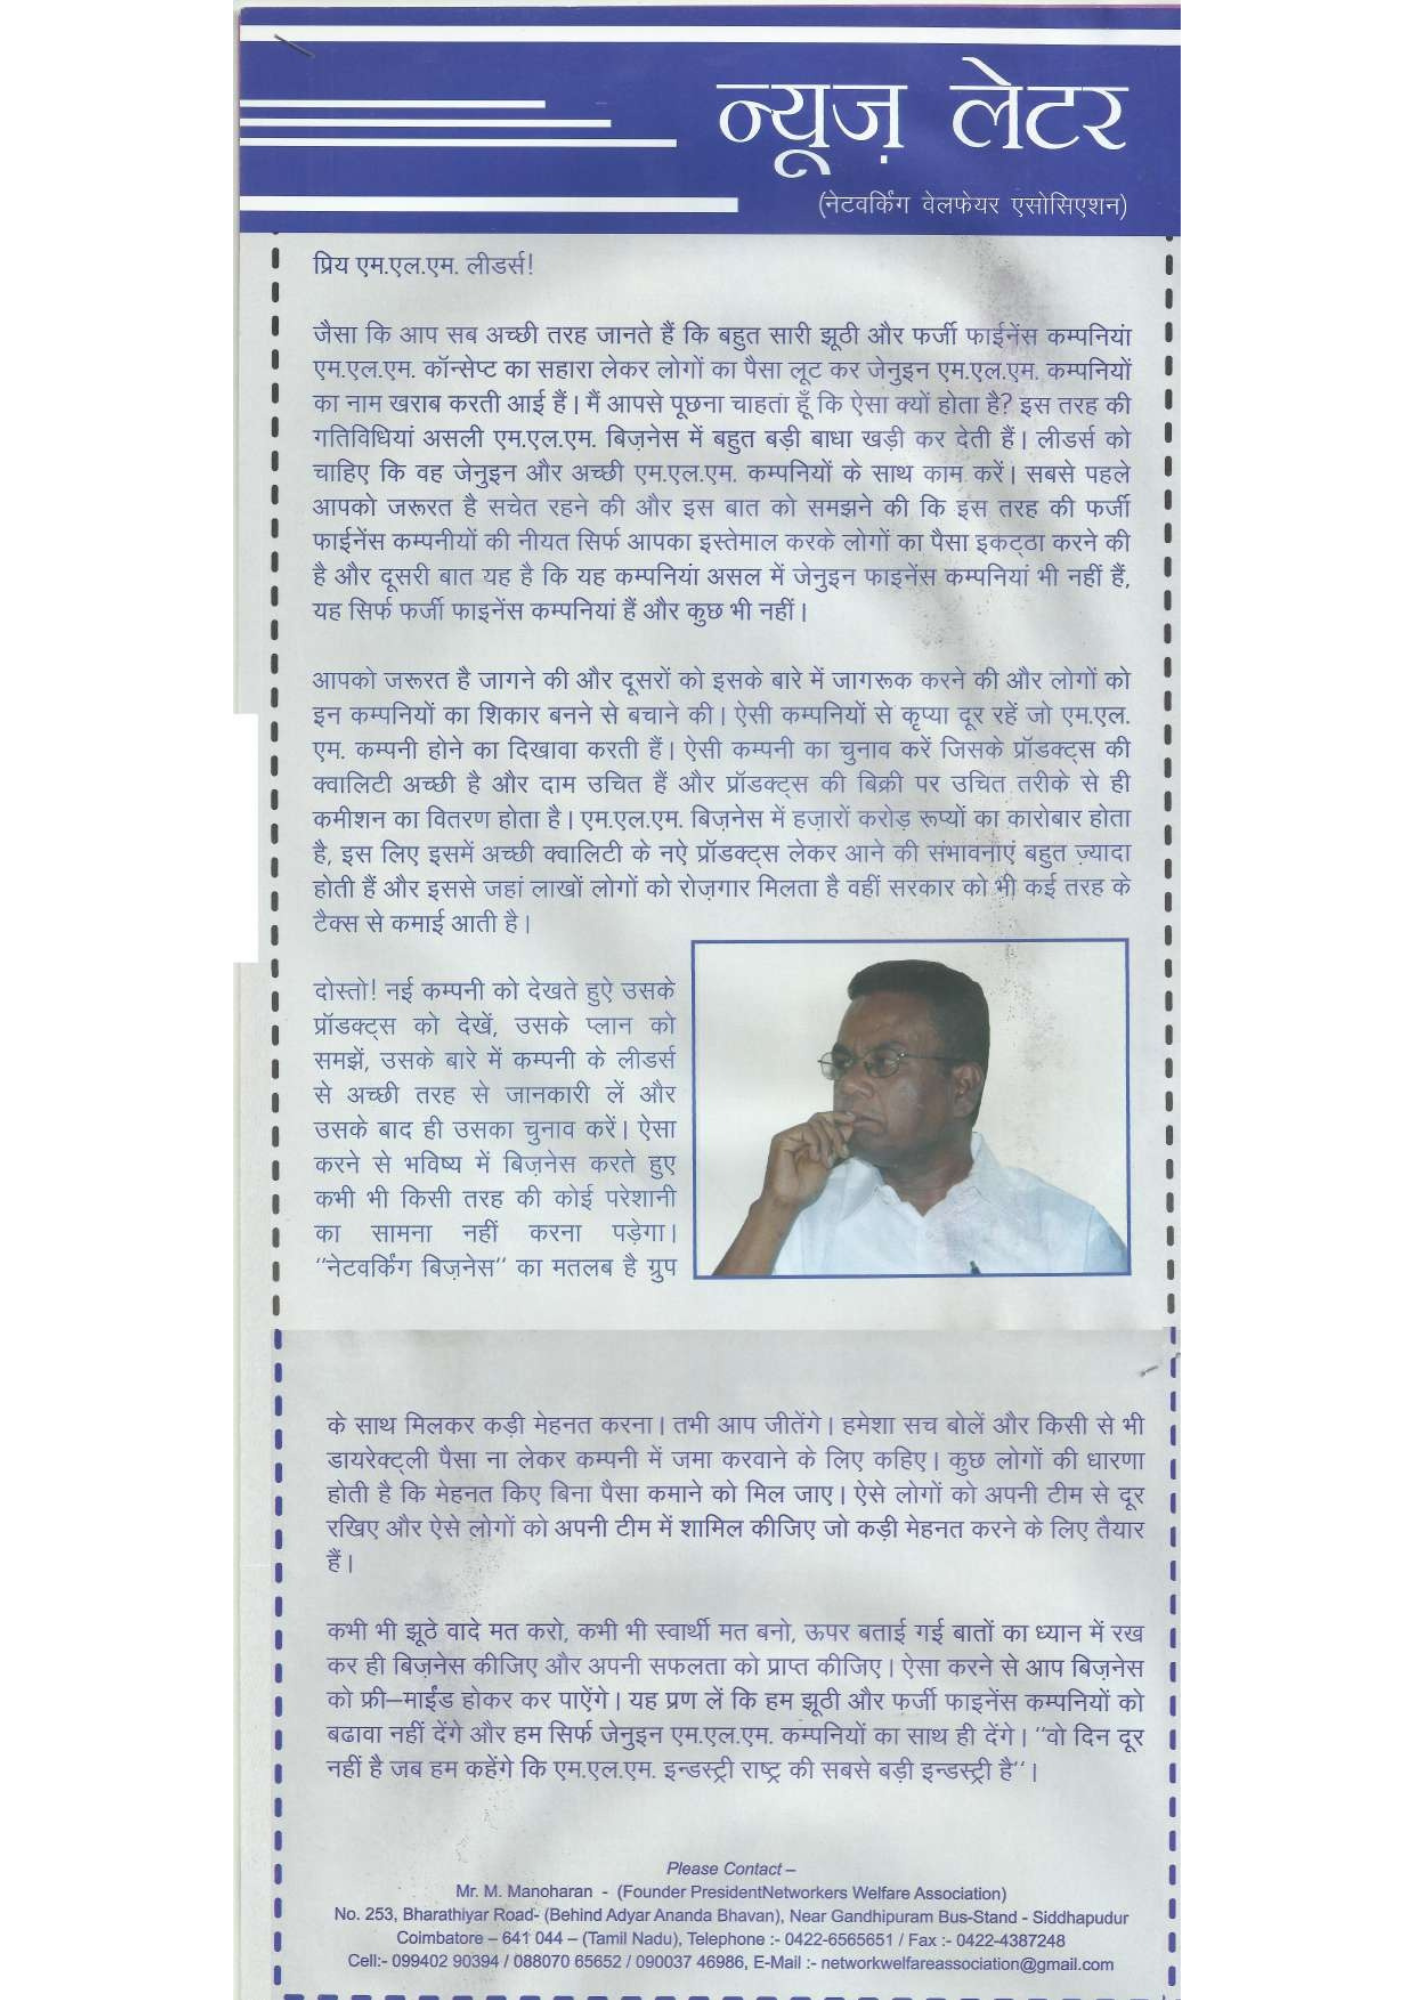 न्यूज़ लेटर
(नेटवर्किंग वेलफेयर एसोसिएशन)
प्रिय एम.एल.एम. लीडर्स!
जैसा कि आप सब अच्छी तरह जानते हैं कि बहुत सारी झूठी और फर्जी फाईनेंस कम्पनियां
एम.एल.एम. कॉन्सेप्ट का सहारा लेकर लोगों का पैसा लूट कर जेनुइन एम.एल.एम. कम्पनियों
का नाम खराब करती आई हैं। मैं आपसे पूछना चाहता हूँ कि ऐसा क्यों होता है? इस तरह की
गतिविधियां असली एम.एल.एम. बिज़नेस में बहुत बड़ी बाधा खड़ी कर देती हैं। लीडर्स को
चाहिए कि वह जेनुइन और अच्छी एम.एल.एम. कम्पनियों के साथ काम करें। सबसे पहले
आपको जरूरत है सचेत रहने की और इस बात को समझने की कि इस तरह की फर्जी
फाईनेंस कम्पनीयों की नीयत सिर्फ आपका इस्तेमाल करके लोगों का पैसा इकट्ठा करने की
है और दूसरी बात यह है कि यह कम्पनियां असल में जेनुइन फाइनेंस कम्पनियां भी नहीं हैं,
यह सिर्फ फर्जी फाइनेंस कम्पनियां हैं और कुछ भी नहीं।
आपको जरूरत है जागने की और दूसरों को इसके बारे में जागरूक करने की और लोगों को
इन कम्पनियों का शिकार बनने से बचाने की। ऐसी कम्पनियों से कृप्या दूर रहें जो एम.एल.
एम. कम्पनी होने का दिखावा करती हैं। ऐसी कम्पनी का चुनाव करें जिसके प्रॉडक्ट्स की
क्वालिटी अच्छी है और दाम उचित हैं और प्रॉडक्ट्स की बिक्री पर उचित तरीके से ही
कमीशन का वितरण होता है। एम.एल.एम. बिज़नेस में हज़ारों करोड़ रूप्यों का कारोबार होता
है, इस लिए इसमें अच्छी क्वालिटी के नऐ प्रॉडक्ट्स लेकर आने की संभावनाएं बहुत ज़्यादा
होती हैं और इससे जहां लाखों लोगों को रोज़गार मिलता है वहीं सरकार को भी कई तरह के
टैक्स से कमाई आती है।
दोस्तो! नई कम्पनी को देखते हुऐ उसके
प्रॉडक्ट्स को देखें, उसके प्लान को
समझें, उसके बारे में कम्पनी के लीडर्स
से अच्छी तरह से जानकारी लें और
उसके बाद ही उसका चुनाव करें। ऐसा
करने से भविष्य में बिज़नेस करते हुए
कभी भी किसी तरह की कोई परेशानी
का सामना नहीं करना पड़ेगा।
"नेटवर्किंग बिज़नेस" का मतलब है ग्रुप
के साथ मिलकर कड़ी मेहनत करना। तभी आप जीतेंगे। हमेशा सच बोलें और किसी से भी
डायरेक्ट्ली पैसा ना लेकर कम्पनी में जमा करवाने के लिए कहिए। कुछ लोगों की धारणा
होती है कि मेहनत किए बिना पैसा कमाने को मिल जाए। ऐसे लोगों को अपनी टीम से दूर
रखिए और ऐसे लोगों को अपनी टीम में शामिल कीजिए जो कड़ी मेहनत करने के लिए तैयार
हैं।
कभी भी झूठे वादे मत करो, कभी भी स्वार्थी मत बनो, ऊपर बताई गई बातों का ध्यान में रख
कर ही बिज़नेस कीजिए और अपनी सफलता को प्राप्त कीजिए। ऐसा करने से आप बिज़नेस
को फ्री–माईंड होकर कर पाऐंगे। यह प्रण लें कि हम झूठी और फर्जी फाइनेंस कम्पनियों को
बढावा नहीं देंगे और हम सिर्फ जेनुइन एम.एल.एम. कम्पनियों का साथ ही देंगे। "वो दिन दूर
नहीं है जब हम कहेंगे कि एम.एल.एम. इन्डस्ट्री राष्ट्र की सबसे बड़ी इन्डस्ट्री है"।
Please Contact –
Mr. M. Manoharan - (Founder PresidentNetworkers Welfare Association)
No. 253, Bharathiyar Road- (Behind Adyar Ananda Bhavan), Near Gandhipuram Bus-Stand - Siddhapudur
Coimbatore – 641 044 – (Tamil Nadu), Telephone :- 0422-6565651 / Fax :- 0422-4387248
Cell:- 099402 90394 / 088070 65652 / 090037 46986, E-Mail :- networkwelfareassociation@gmail.com